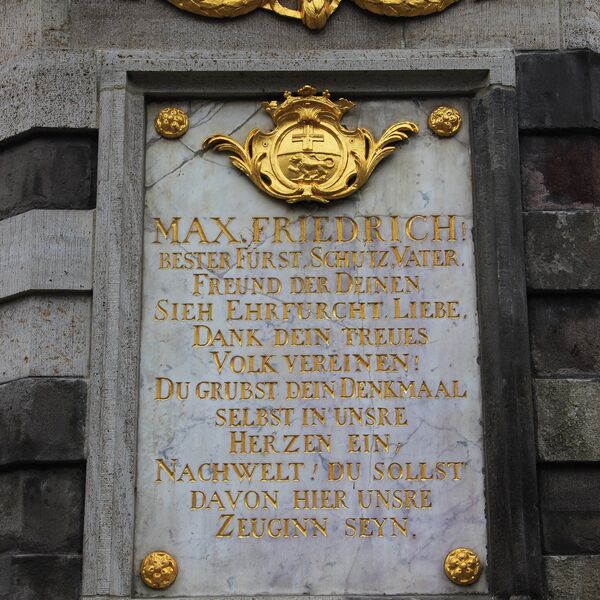 MAX. FRIEDRICH!
BESTER FÜRST, SCHUTZ, VATER,
FREUND DER DEINEN
SIEH EHRFURCHT, LIEBE,
DANK DEIN TREUES
VOLK VEREINEN!
DU GRUBST DEIN DENKMAAL
SELBST IN UNSRE
HERZEN EIN,
NACHWELT! DU SOLLST
DAVON HIER UNSRE
ZEUGINN SEYN.